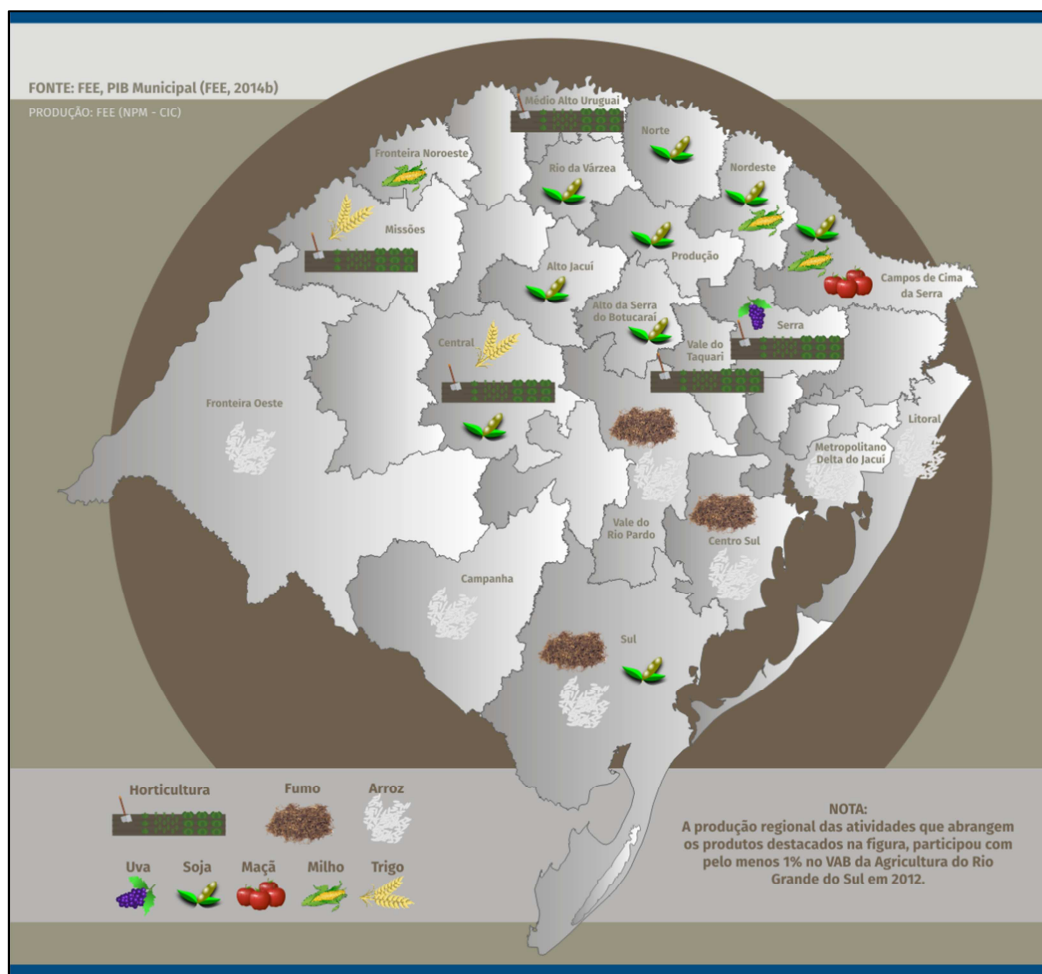 FONTE: FEE, PIB Municipal (FEE, 2014b)
PRODUÇÃO: FEE (NPM - CIC)
Médio Alto Uruguai
Norte
Fronteira Noroeste
Rio da Várzea
Nordeste
Missões
Produção
Alto Jacuí
Campos de Cima
da Serra
Alto da Serra
do Botucaraí
Serra
Central
Vale do
Taquari
Fronteira Oeste
Litoral
Metropolitano
Delta do Jacuí
Vale do
Rio Pardo
Centro Sul
Campanha
Sul
Horticultura
Fumo
Arroz
Uva
Soja
Maçã
Milho
Trigo
NOTA:
A produção regional das atividades que abrangem
os produtos destacados na figura, participou com
pelo menos 1% no VAB da Agricultura do Rio
Grande do Sul em 2012.